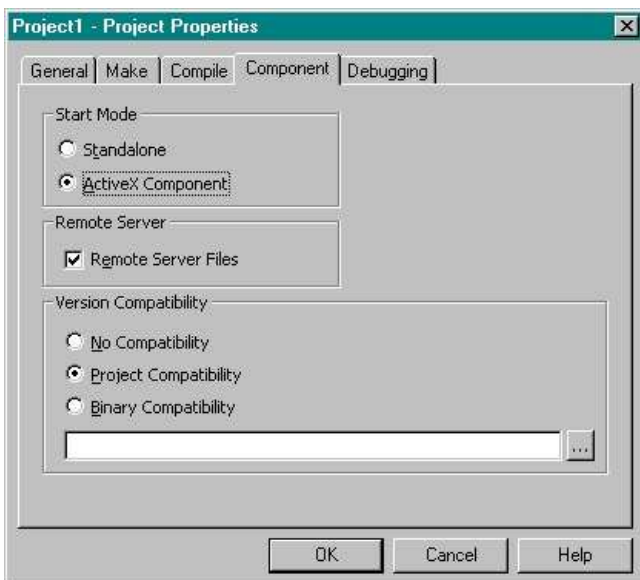 Project1 - Project Properties
General Make Compile Component Debugging
Start Mode
Standalone
ActiveX Component
Remote Server
Remote Server Files
Version Compatibility
No Compatibility
Project Compatibility
Binary Compatibility
...
OK Cancel Help